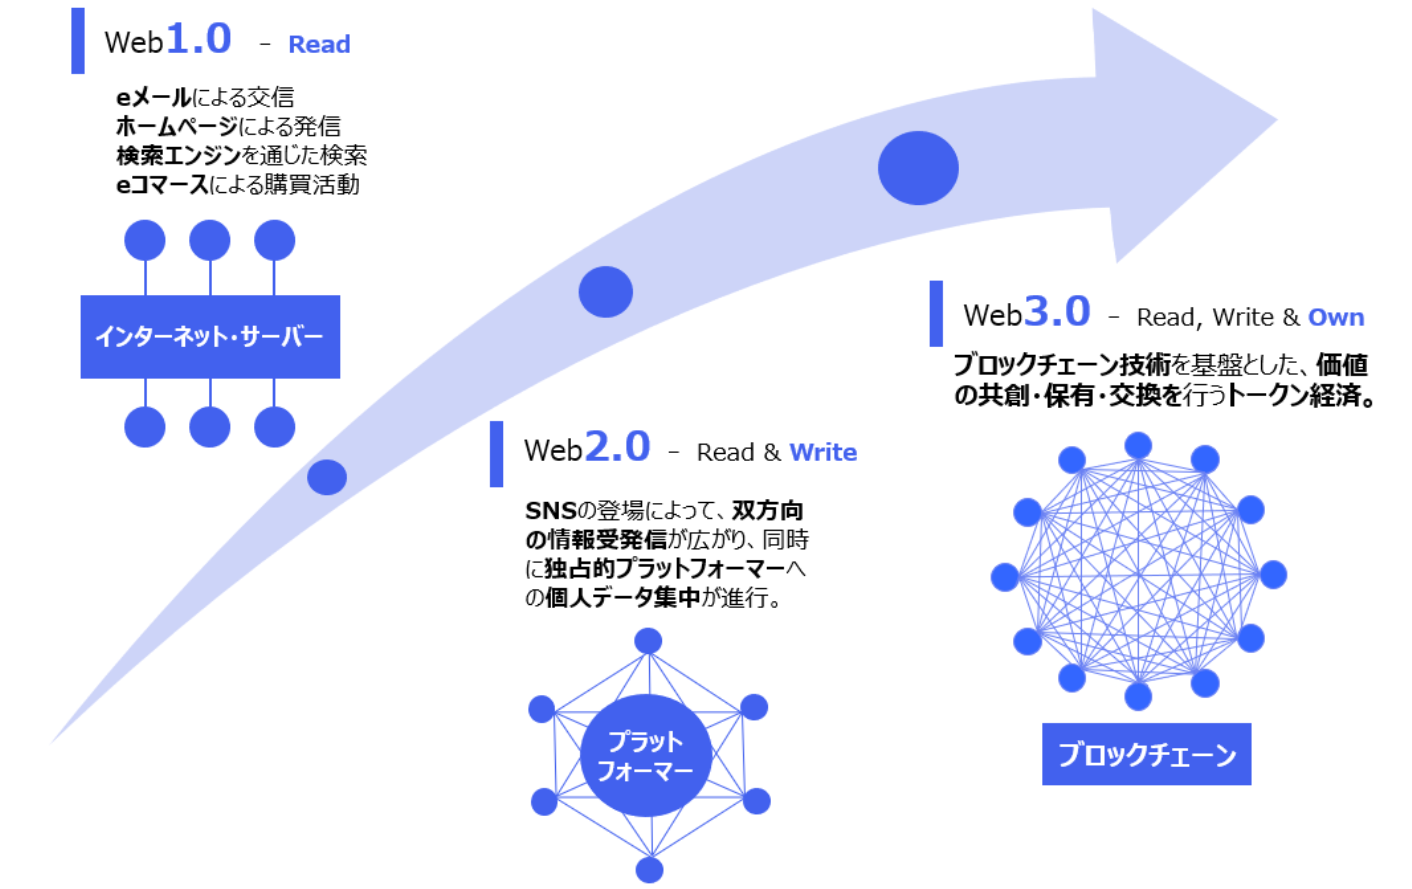 Web1.0 - Read
eメールによる交信
ホームページによる発信
検索エンジンを通じた検索
eコマースによる購買活動
インターネット・サーバー
Web2.0 - Read & Write
SNSの登場によって、双方向
の情報受発信が広がり、同時
に独占的プラットフォーマーへ
の個人データ集中が進行。
プラット
フォーマー
Web3.0 - Read, Write & Own
ブロックチェーン技術を基盤とした、価値
の共創・保有・交換を行うトークン経済。
ブロックチェーン